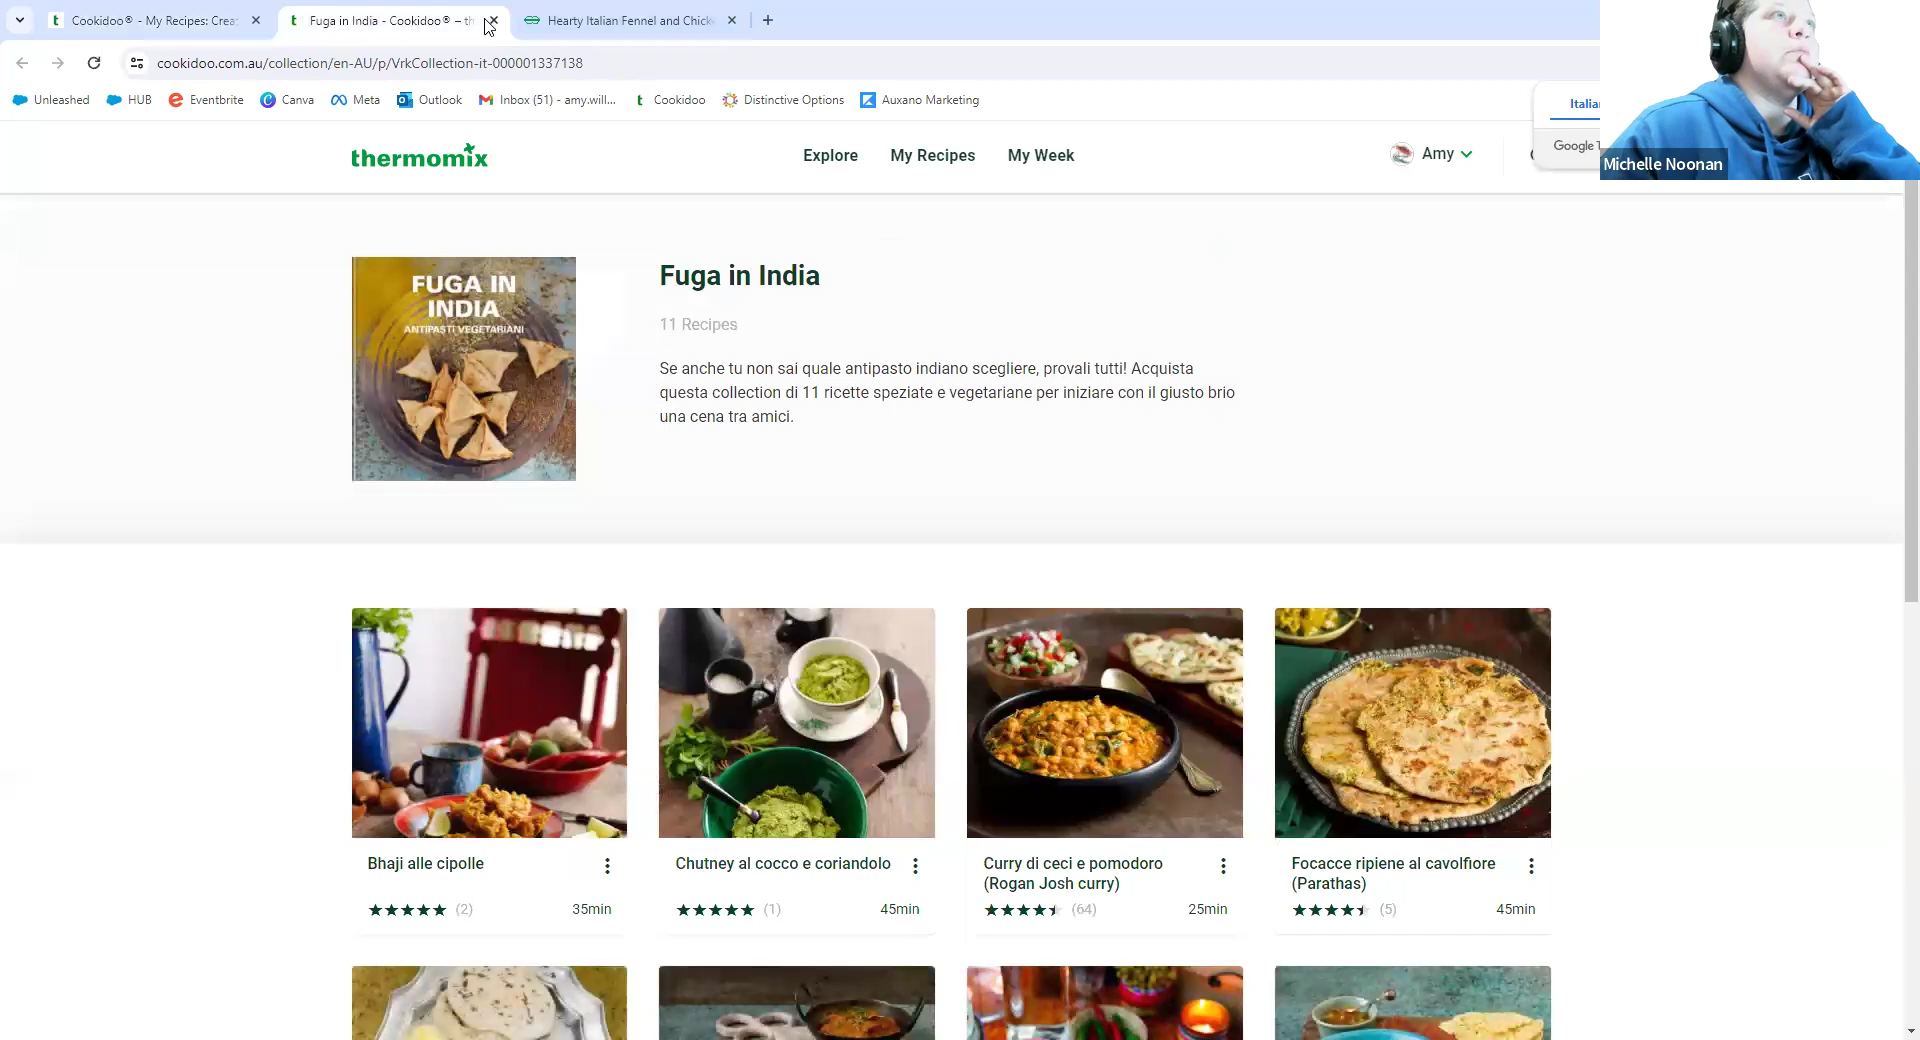 Cookidoo® - My Recipes: Crea
Fuga in India - Cookidoo® – th
Hearty Italian Fennel and Chick
cookidoo.com.au/collection/en-AU/p/VrkCollection-it-000001337138
Unleashed
HUB
Eventbrite
Canva
Meta
Outlook
Inbox (51) - amy.will...
Cookidoo
Distinctive Options
Auxano Marketing
Italia
Google T
Michelle Noonan
thermomix
Explore
My Recipes
My Week
Amy
FUGA IN
INDIA
ANTIPASTI VEGETARIANI
Fuga in India
11 Recipes
Se anche tu non sai quale antipasto indiano scegliere, provali tutti! Acquista
questa collection di 11 ricette speziate e vegetariane per iniziare con il giusto brio
una cena tra amici.
Bhaji alle cipolle
(2)
35min
Chutney al cocco e coriandolo
(1)
45min
Curry di ceci e pomodoro
(Rogan Josh curry)
(64)
25min
Focacce ripiene al cavolfiore
(Parathas)
(5)
45min